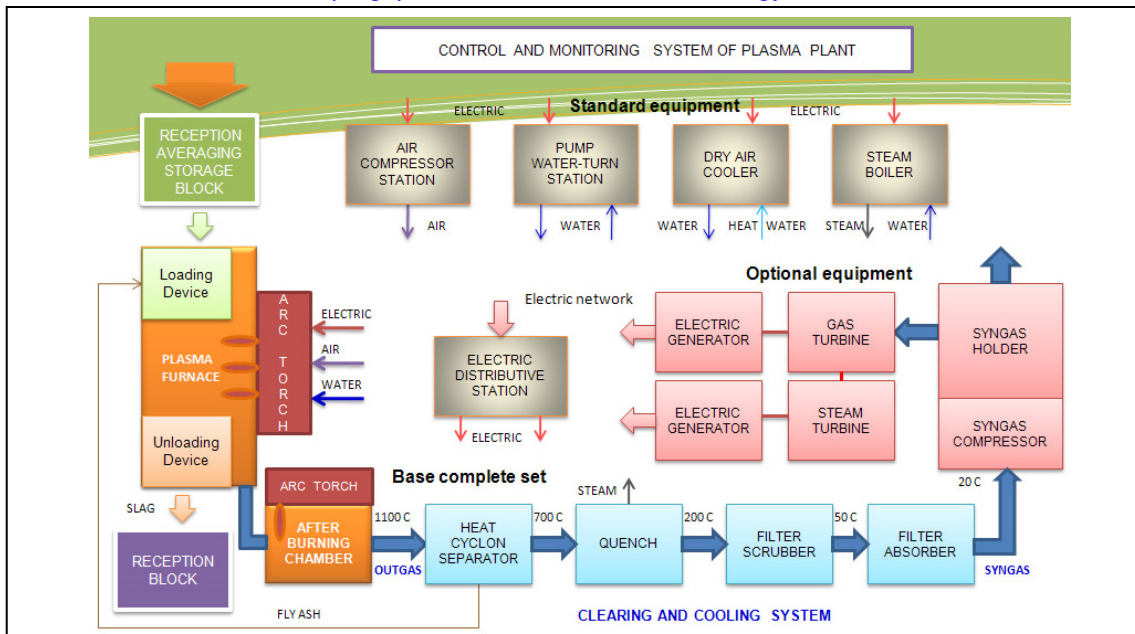 CONTROL AND MONITORING SYSTEM OF PLASMA PLANT
ELECTRIC
Standard equipment
ELECTRIC
RECEPTION
AVERAGING
STORAGE
BLOCK
AIR
COMPRESSOR
STATION
PUMP
WATER-TURN
STATION
DRY AIR
COOLER
STEAM
BOILER
AIR
WATER
WATER
HEAT
WATER
STEAM
WATER
Loading
Device
PLASMA
FURNACE
Unloading
Device
ARC TORCH
ELECTRIC
AIR
WATER
Electric network
ELECTRIC
DISTRIBUTIVE
STATION
ELECTRIC
Optional equipment
ELECTRIC
GENERATOR
GAS
TURBINE
SYNGAS
HOLDER
ELECTRIC
GENERATOR
STEAM
TURBINE
SYNGAS
COMPRESSOR
20 C
Base complete set
SLAG
RECEPTION
BLOCK
ARC TORCH
AFTER
BURNING
CHAMBER
1100 C
OUTGAS
HEAT
CYCLON
SEPARATOR
700 C
STEAM
QUENCH
200 C
FILTER
SCRUBBER
50 C
FILTER
ABSORBER
SYNGAS
FLY ASH
CLEARING AND COOLING SYSTEM